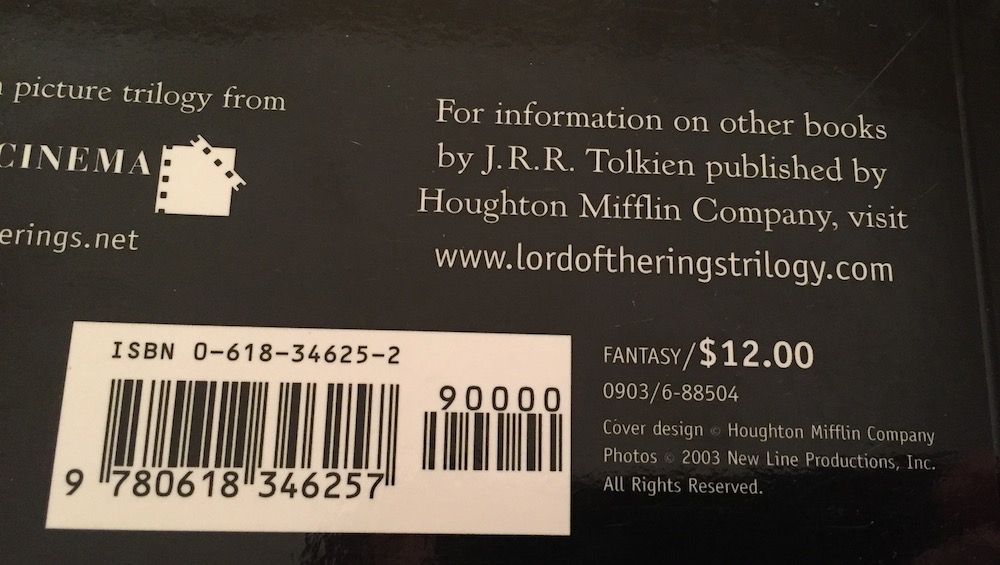 picture trilogy from
CINEMA
erings.net
For information on other books
by J.R.R. Tolkien published by
Houghton Mifflin Company, visit
www.lordoftheringstrilogy.com
ISBN 0-618-34625-2
90000
9 780618 346257
FANTASY/$12.00
0903/6-88504
Cover design © Houghton Mifflin Company
Photos © 2003 New Line Productions, Inc.
All Rights Reserved.